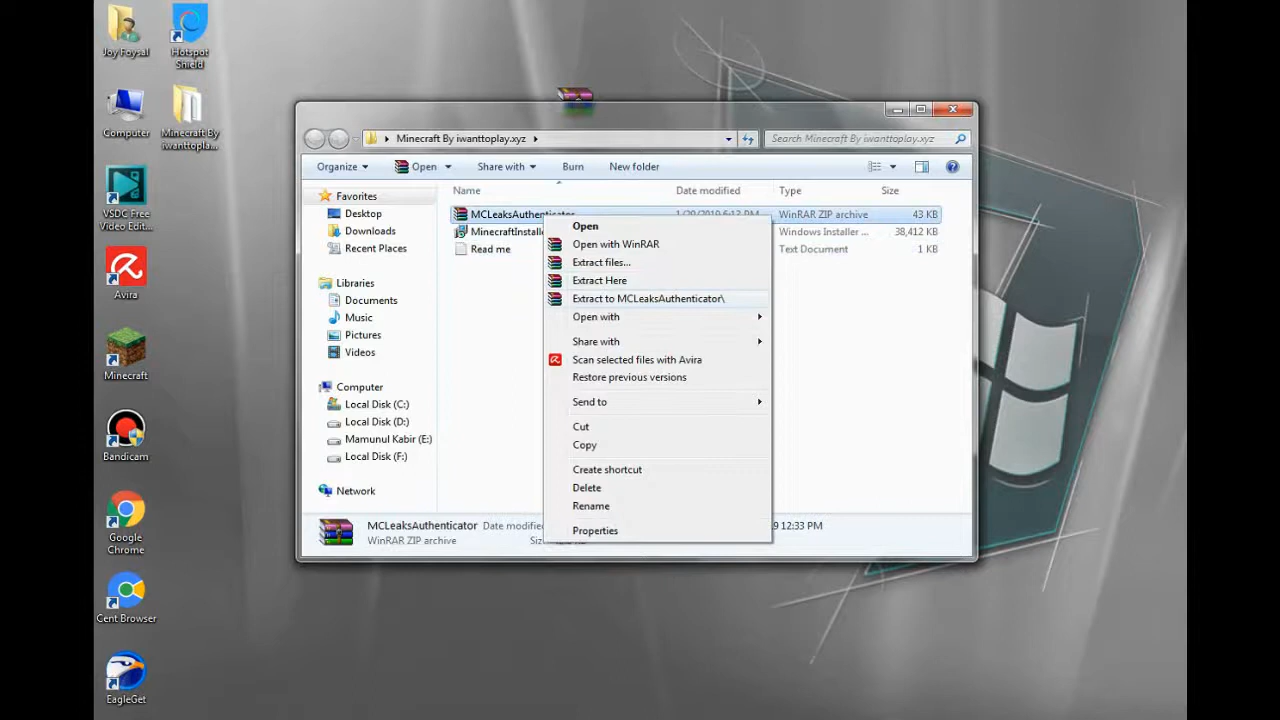 Joy Foysal
Hotspot
Shield
Computer
Minecraft By
iwanttopla...
VSDC Free
Video Edit...
Avira
Minecraft
Bandicam
Google
Chrome
Cent Browser
EagleGet
Minecraft By iwanttoplay.xyz
Search Minecraft By iwanttoplay.xyz
Organize
Open
Share with
Burn
New folder
Name
Date modified
Type
Size
Favorites
Desktop
Downloads
Recent Places
Libraries
Documents
Music
Pictures
Videos
Computer
Local Disk (C:)
Local Disk (D:)
Mamunul Kabir (E:)
Local Disk (F:)
Network
MCLeaksAuthenticator 1/29/2019 6:13 PM WinRAR ZIP archive 43 KB
MinecraftInstalle Windows Installer ... 38,412 KB
Read me Text Document 1 KB
Open
Open with WinRAR
Extract files...
Extract Here
Extract to MCLeaksAuthenticator\
Open with
Share with
Scan selected files with Avira
Restore previous versions
Send to
Cut
Copy
Create shortcut
Delete
Rename
Properties
MCLeaksAuthenticator Date modifie 9 12:33 PM
WinRAR ZIP archive